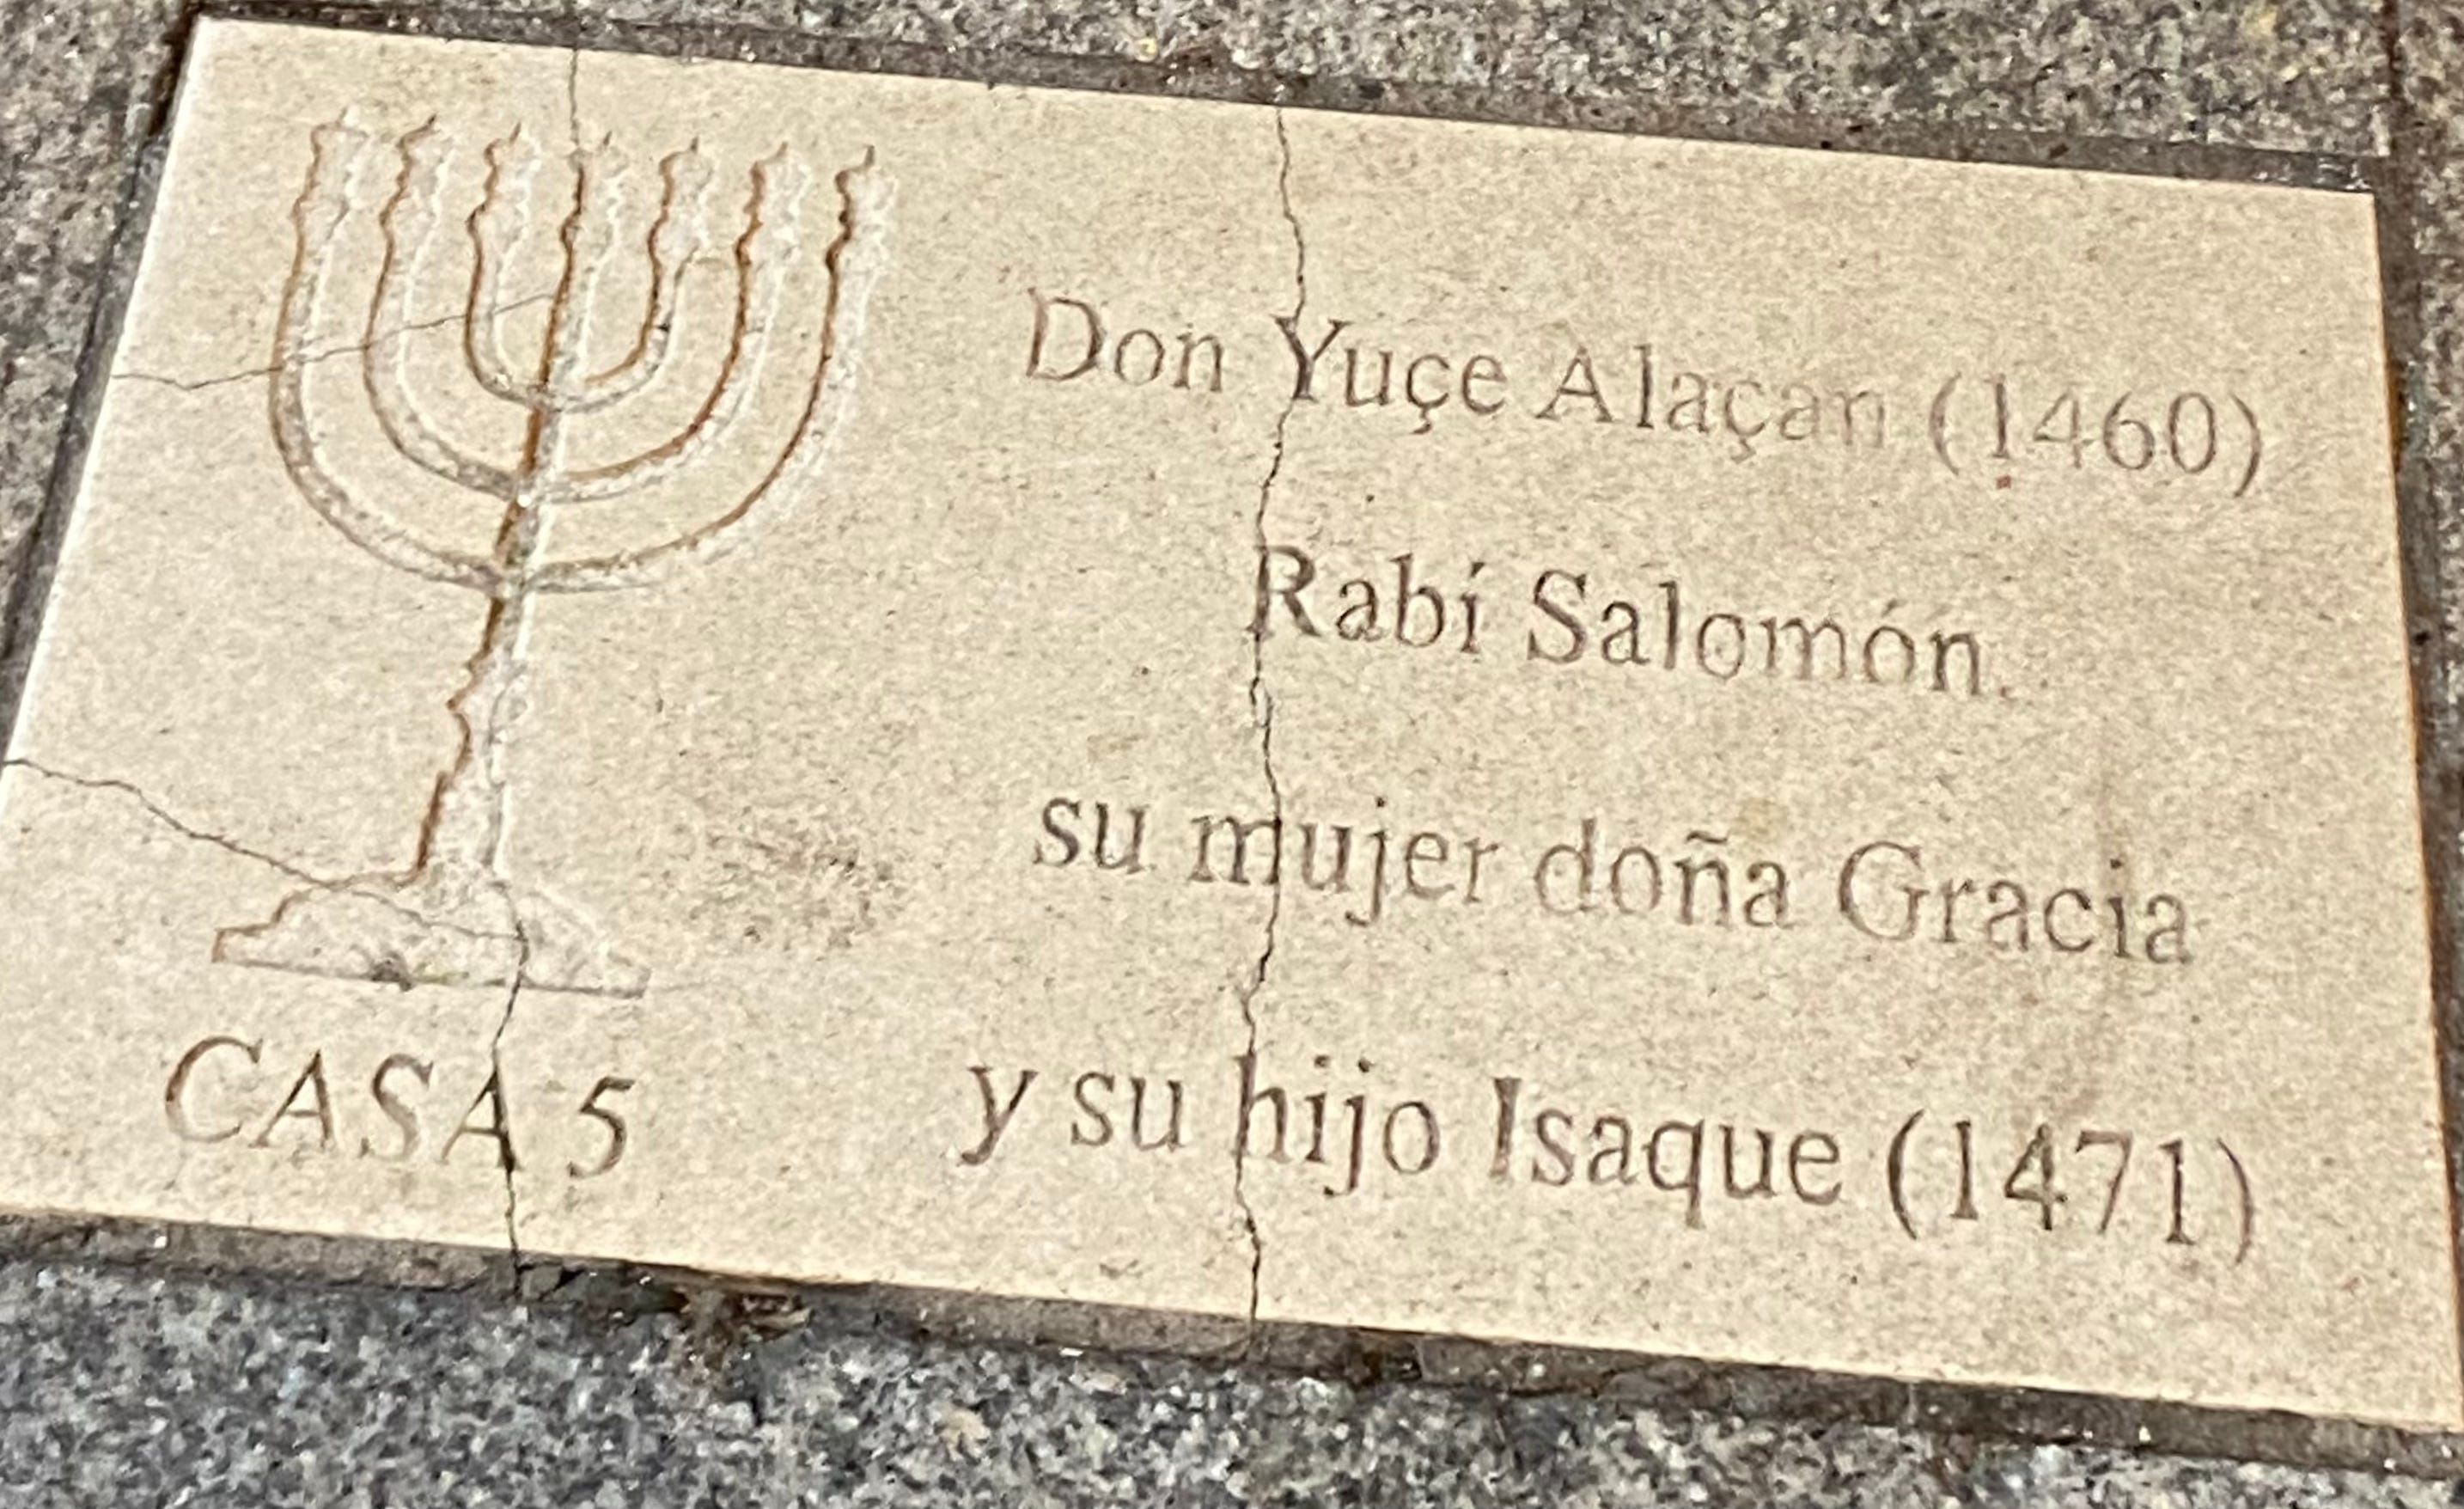 Don Yuçe Alaçan (1460)
Rabí Salomón.
su mujer doña Gracia
y su hijo Isaque (1471)
CASA 5